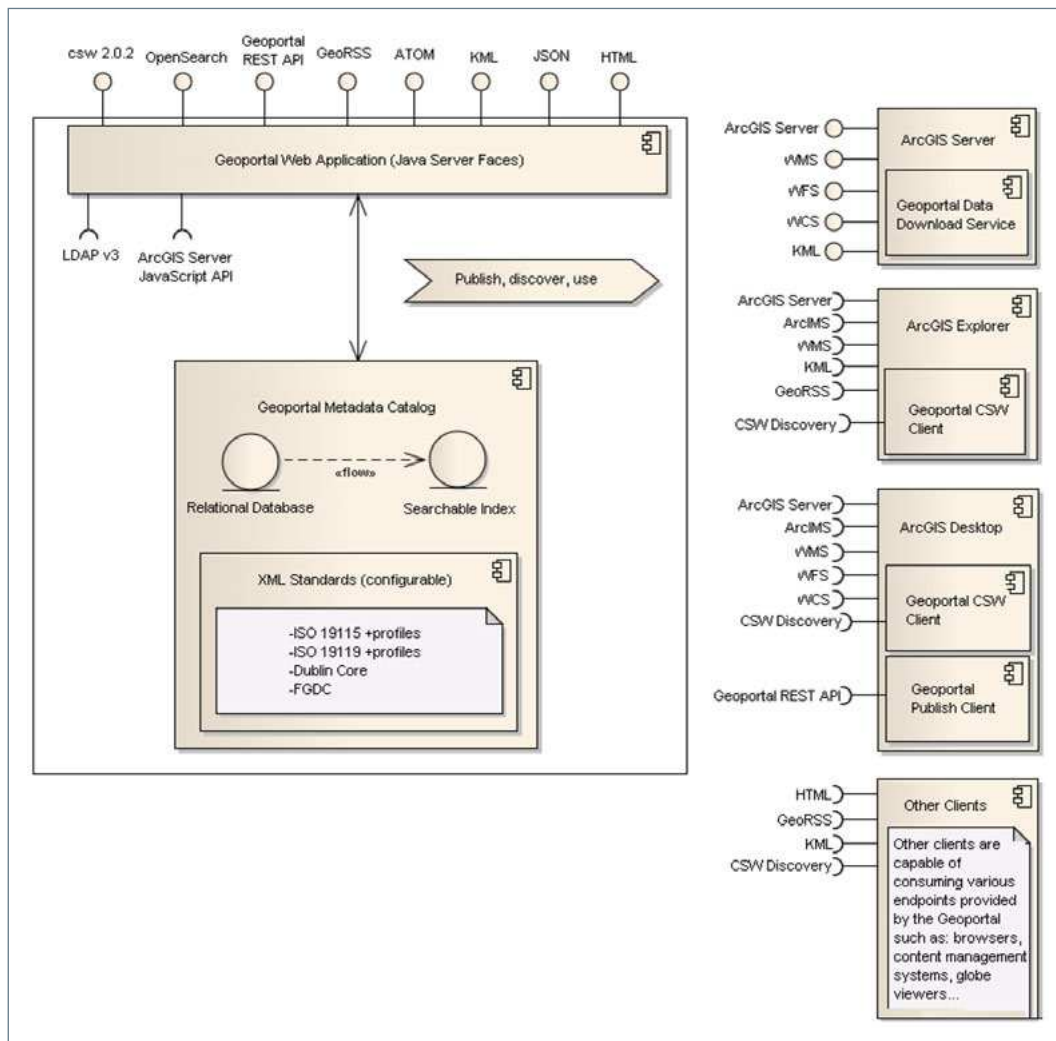 csw 2.0.2
OpenSearch
Geoportal
REST API
GeoRSS
ATOM
KML
JSON
HTML
Geoportal Web Application (Java Server Faces)
LDAP v3
ArcGIS Server
JavaScript API
Publish, discover, use
Geoportal Metadata Catalog
«flow»
Relational Database
Searchable Index
XML Standards (configurable)
-ISO 19115 +profiles
-ISO 19119 +profiles
-Dublin Core
-FGDC
ArcGIS Server
WMS
WFS
WCS
KML
ArcGIS Server
Geoportal Data
Download Service
ArcGIS Server
ArcIMS
WMS
KML
GeoRSS
CSW Discovery
ArcGIS Explorer
Geoportal CSW
Client
ArcGIS Server
ArcIMS
WMS
WFS
WCS
CSW Discovery
Geoportal REST API
ArcGIS Desktop
Geoportal CSW
Client
Geoportal
Publish Client
HTML
GeoRSS
KML
CSW Discovery
Other Clients
Other clients are
capable of
consuming various
endpoints provided
by the Geoportal
such as: browsers,
content management
systems, globe
viewers...